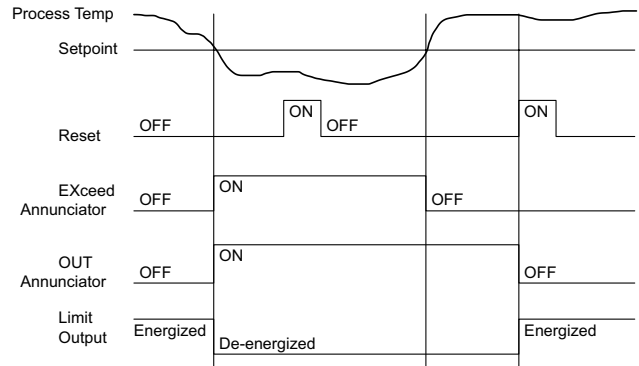 Process Temp
Setpoint
ON ON
OFF OFF
Reset
EXceed
Annunciator
ON
OFF OFF
OUT
Annunciator
ON
OFF OFF
Limit
Output
Energized Energized
De-energized